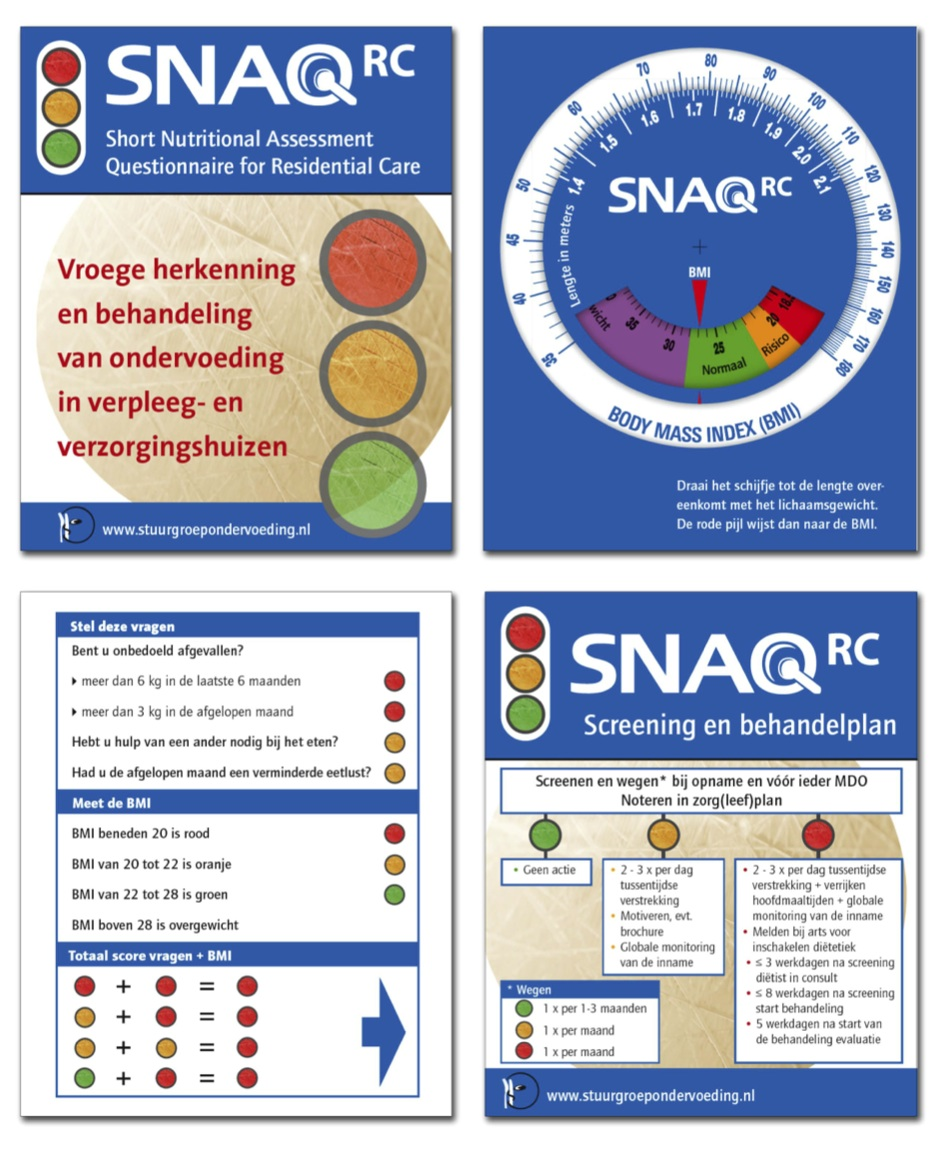 SNAQ RC
Short Nutritional Assessment
Questionnaire for Residential Care
Vroege herkenning
en behandeling
van ondervoeding
in verpleeg- en
verzorgingshuizen
www.stuurgroepondervoeding.nl
35 40 45 50 60 70 80 90 100 110 120 130 140 150 160 170 180
Lengte in meters 1.4 1.5 1.6 1.7 1.8 1.9 2.0 2.1
SNAQ RC
BMI
35 30 25 20 18.5
wicht Normaal Risico
BODY MASS INDEX (BMI)
Draai het schijfje tot de lengte over-
eenkomt met het lichaamsgewicht.
De rode pijl wijst dan naar de BMI.
Stel deze vragen
Bent u onbedoeld afgevallen?
meer dan 6 kg in de laatste 6 maanden
meer dan 3 kg in de afgelopen maand
Hebt u hulp van een ander nodig bij het eten?
Had u de afgelopen maand een verminderde eetlust?
Meet de BMI
BMI beneden 20 is rood
BMI van 20 tot 22 is oranje
BMI van 22 tot 28 is groen
BMI boven 28 is overgewicht
Totaal score vragen + BMI
+ =
+ =
+ =
+ =
SNAQ RC
Screening en behandelplan
Screenen en wegen* bij opname en vóór ieder MDO
Noteren in zorg(leef)plan
• Geen actie
• 2 - 3 x per dag
tussentijdse
verstrekking
• Motiveren, evt.
brochure
• Globale monitoring
van de inname
• 2 - 3 x per dag tussentijdse
verstrekking + verrijken
hoofdmaaltijden + globale
monitoring van de inname
• Melden bij arts voor
inschakelen diëtetiek
• ≤ 3 werkdagen na screening
diëtist in consult
• ≤ 8 werkdagen na screening
start behandeling
• 5 werkdagen na start van
de behandeling evaluatie
* Wegen
1 x per 1-3 maanden
1 x per maand
1 x per maand
www.stuurgroepondervoeding.nl